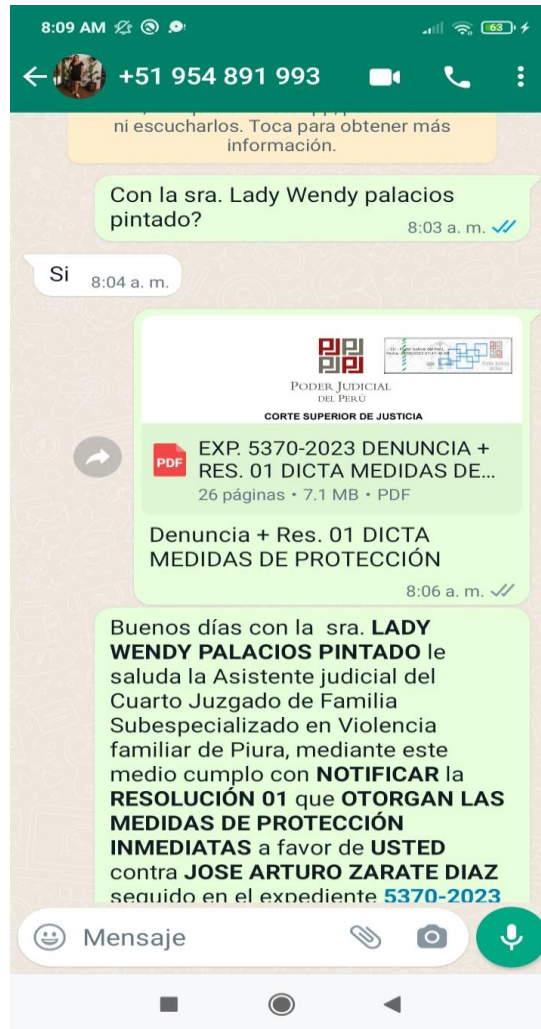 8:09 AM
63
+51 954 891 993
ni escucharlos. Toca para obtener más
información.
Con la sra. Lady Wendy palacios
pintado?
8:03 a. m.
Si
8:04 a. m.
PODER JUDICIAL
DEL PERÚ
CORTE SUPERIOR DE JUSTICIA
PDF
EXP. 5370-2023 DENUNCIA +
RES. 01 DICTA MEDIDAS DE...
26 páginas • 7.1 MB • PDF
Denuncia + Res. 01 DICTA
MEDIDAS DE PROTECCIÓN
8:06 a. m.
Buenos días con la sra. LADY
WENDY PALACIOS PINTADO le
saluda la Asistente judicial del
Cuarto Juzgado de Familia
Subespecializado en Violencia
familiar de Piura, mediante este
medio cumplo con NOTIFICAR la
RESOLUCIÓN 01 que OTORGAN LAS
MEDIDAS DE PROTECCIÓN
INMEDIATAS a favor de USTED
contra JOSE ARTURO ZARATE DIAZ
seguido en el expediente 5370-2023
Mensaje